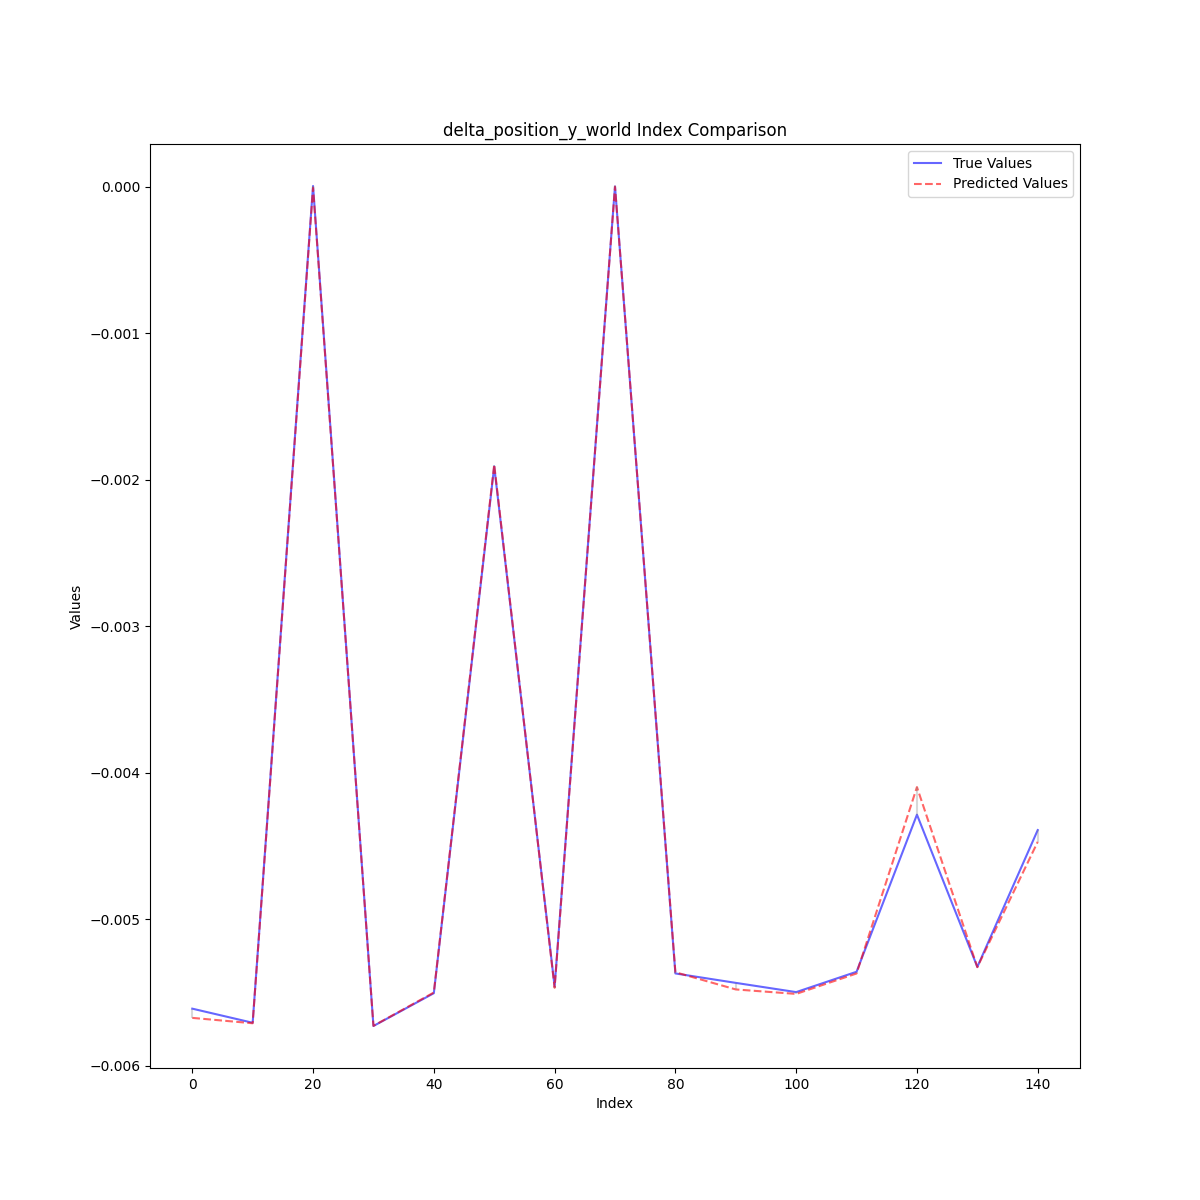 delta_position_y_world Index Comparison
True Values
Predicted Values
0.000
−0.001
−0.002
−0.003
−0.004
−0.005
−0.006
Values
0 20 40 60 80 100 120 140
Index